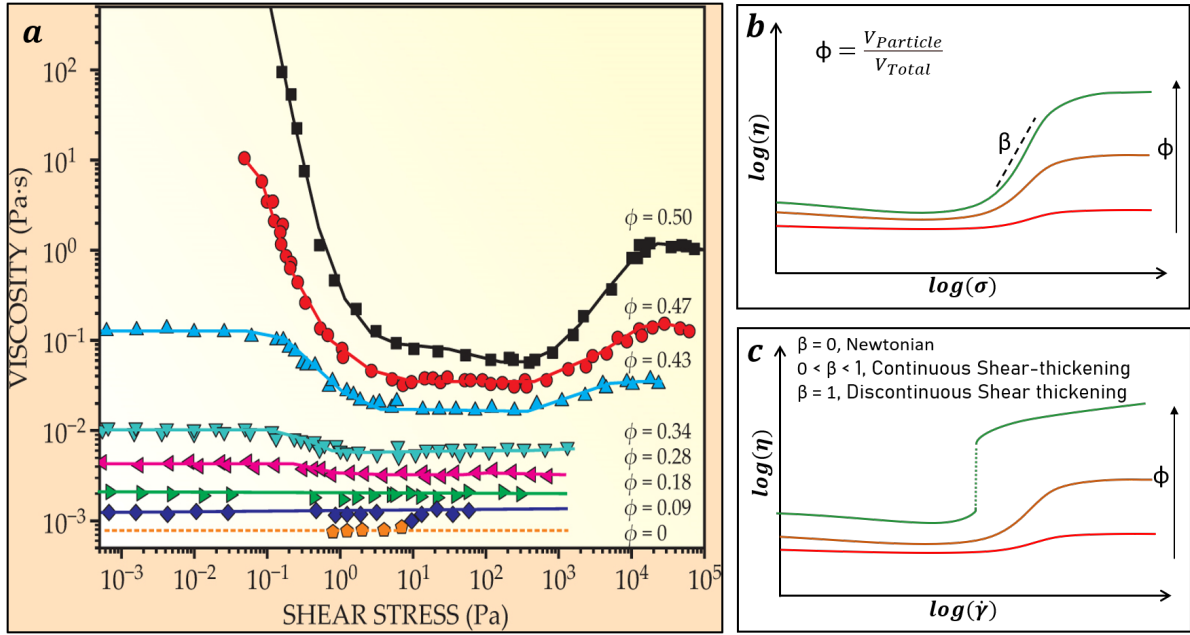 a
VISCOSITY (Pa·s)
10²
10¹
10⁰
10⁻¹
10⁻²
10⁻³
ϕ = 0.50
ϕ = 0.47
ϕ = 0.43
ϕ = 0.34
ϕ = 0.28
ϕ = 0.18
ϕ = 0.09
ϕ = 0
10⁻³ 10⁻² 10⁻¹ 10⁰ 10¹ 10² 10³ 10⁴ 10⁵
SHEAR STRESS (Pa)
b
ϕ = V_Particle / V_Total
log(η)
β
ϕ
log(σ)
c
β = 0, Newtonian
0 < β < 1, Continuous Shear-thickening
β = 1, Discontinuous Shear thickening
log(η)
ϕ
log(γ̇)